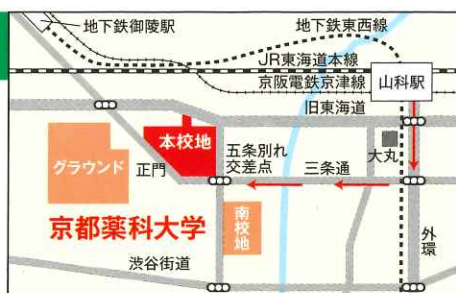 地下鉄御陵駅
地下鉄東西線
JR東海道本線
京阪電鉄京津線
山科駅
旧東海道
本校地
五条別れ
交差点
大丸
グラウンド
正門
三条通
京都薬科大学
南校地
外環
渋谷街道